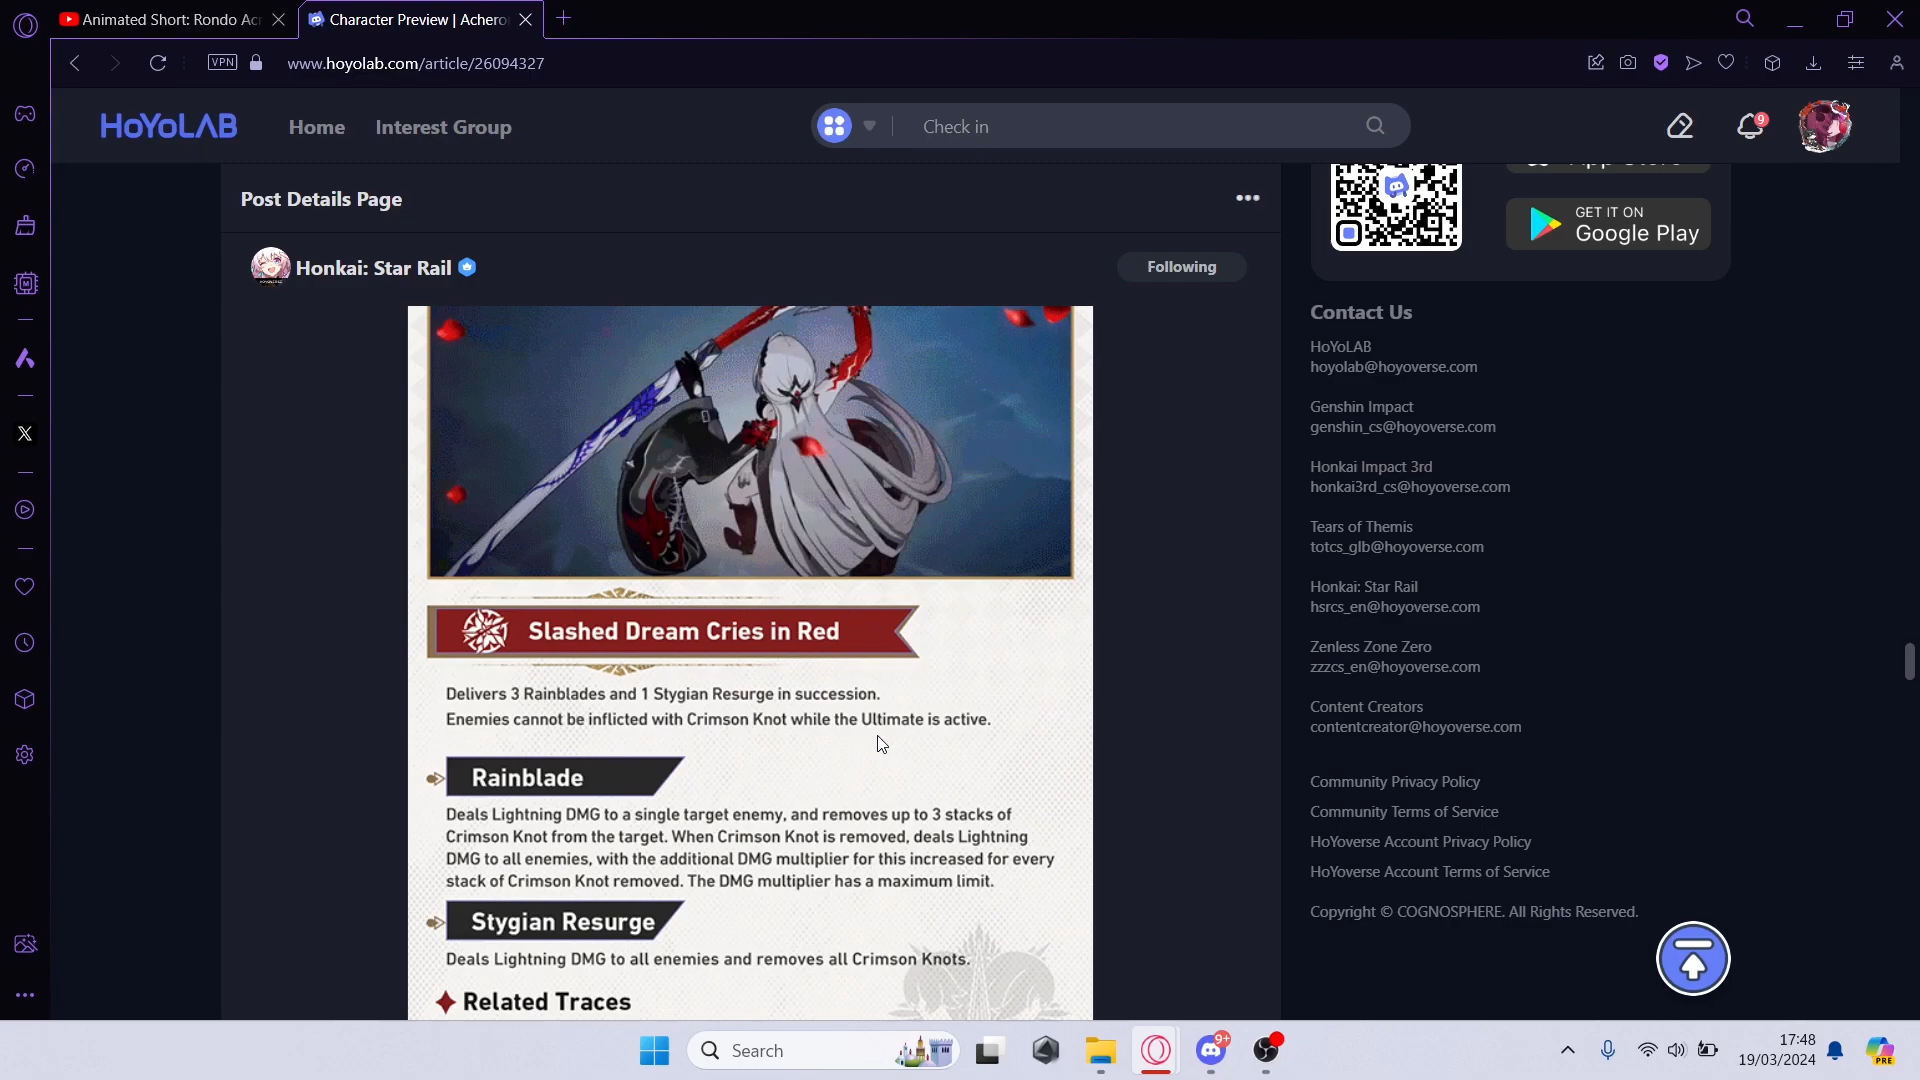 Animated Short: Rondo Ac
Character Preview | Achero
VPN
www.hoyolab.com/article/26094327
HoYoLAB
Home
Interest Group
Check in
9
Post Details Page
Honkai: Star Rail
Following
GET IT ON
Google Play
Slashed Dream Cries in Red
Delivers 3 Rainblades and 1 Stygian Resurge in succession.
Enemies cannot be inflicted with Crimson Knot while the Ultimate is active.
Rainblade
Deals Lightning DMG to a single target enemy, and removes up to 3 stacks of
Crimson Knot from the target. When Crimson Knot is removed, deals Lightning
DMG to all enemies, with the additional DMG multiplier for this increased for every
stack of Crimson Knot removed. The DMG multiplier has a maximum limit.
Stygian Resurge
Deals Lightning DMG to all enemies and removes all Crimson Knots.
Related Traces
Contact Us
HoYoLAB
hoyolab@hoyoverse.com
Genshin Impact
genshin_cs@hoyoverse.com
Honkai Impact 3rd
honkai3rd_cs@hoyoverse.com
Tears of Themis
totcs_glb@hoyoverse.com
Honkai: Star Rail
hsrcs_en@hoyoverse.com
Zenless Zone Zero
zzzcs_en@hoyoverse.com
Content Creators
contentcreator@hoyoverse.com
Community Privacy Policy
Community Terms of Service
HoYoverse Account Privacy Policy
HoYoverse Account Terms of Service
Copyright © COGNOSPHERE. All Rights Reserved.
Search
9+
17:48
19/03/2024
PRE